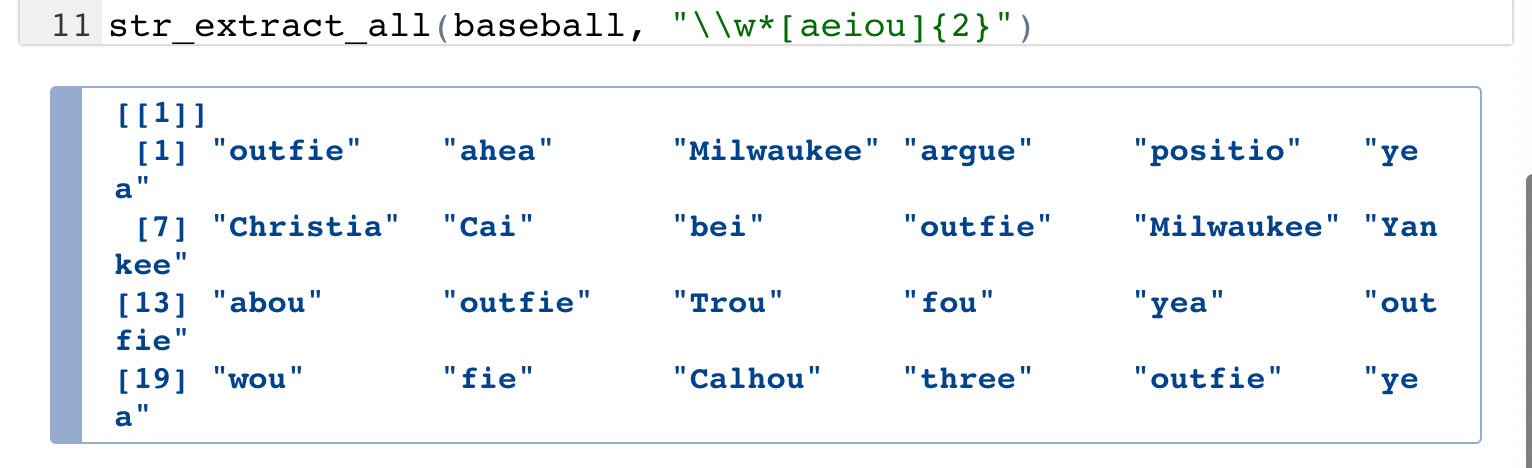 11 str_extract_all(baseball, "\\w*[aeiou]{2}")
[[1]]
[1] "outfie" "ahea" "Milwaukee" "argue" "positio" "ye
a"
[7] "Christia" "Cai" "bei" "outfie" "Milwaukee" "Yan
kee"
[13] "abou" "outfie" "Trou" "fou" "yea" "out
fie"
[19] "wou" "fie" "Calhou" "three" "outfie" "ye
a"